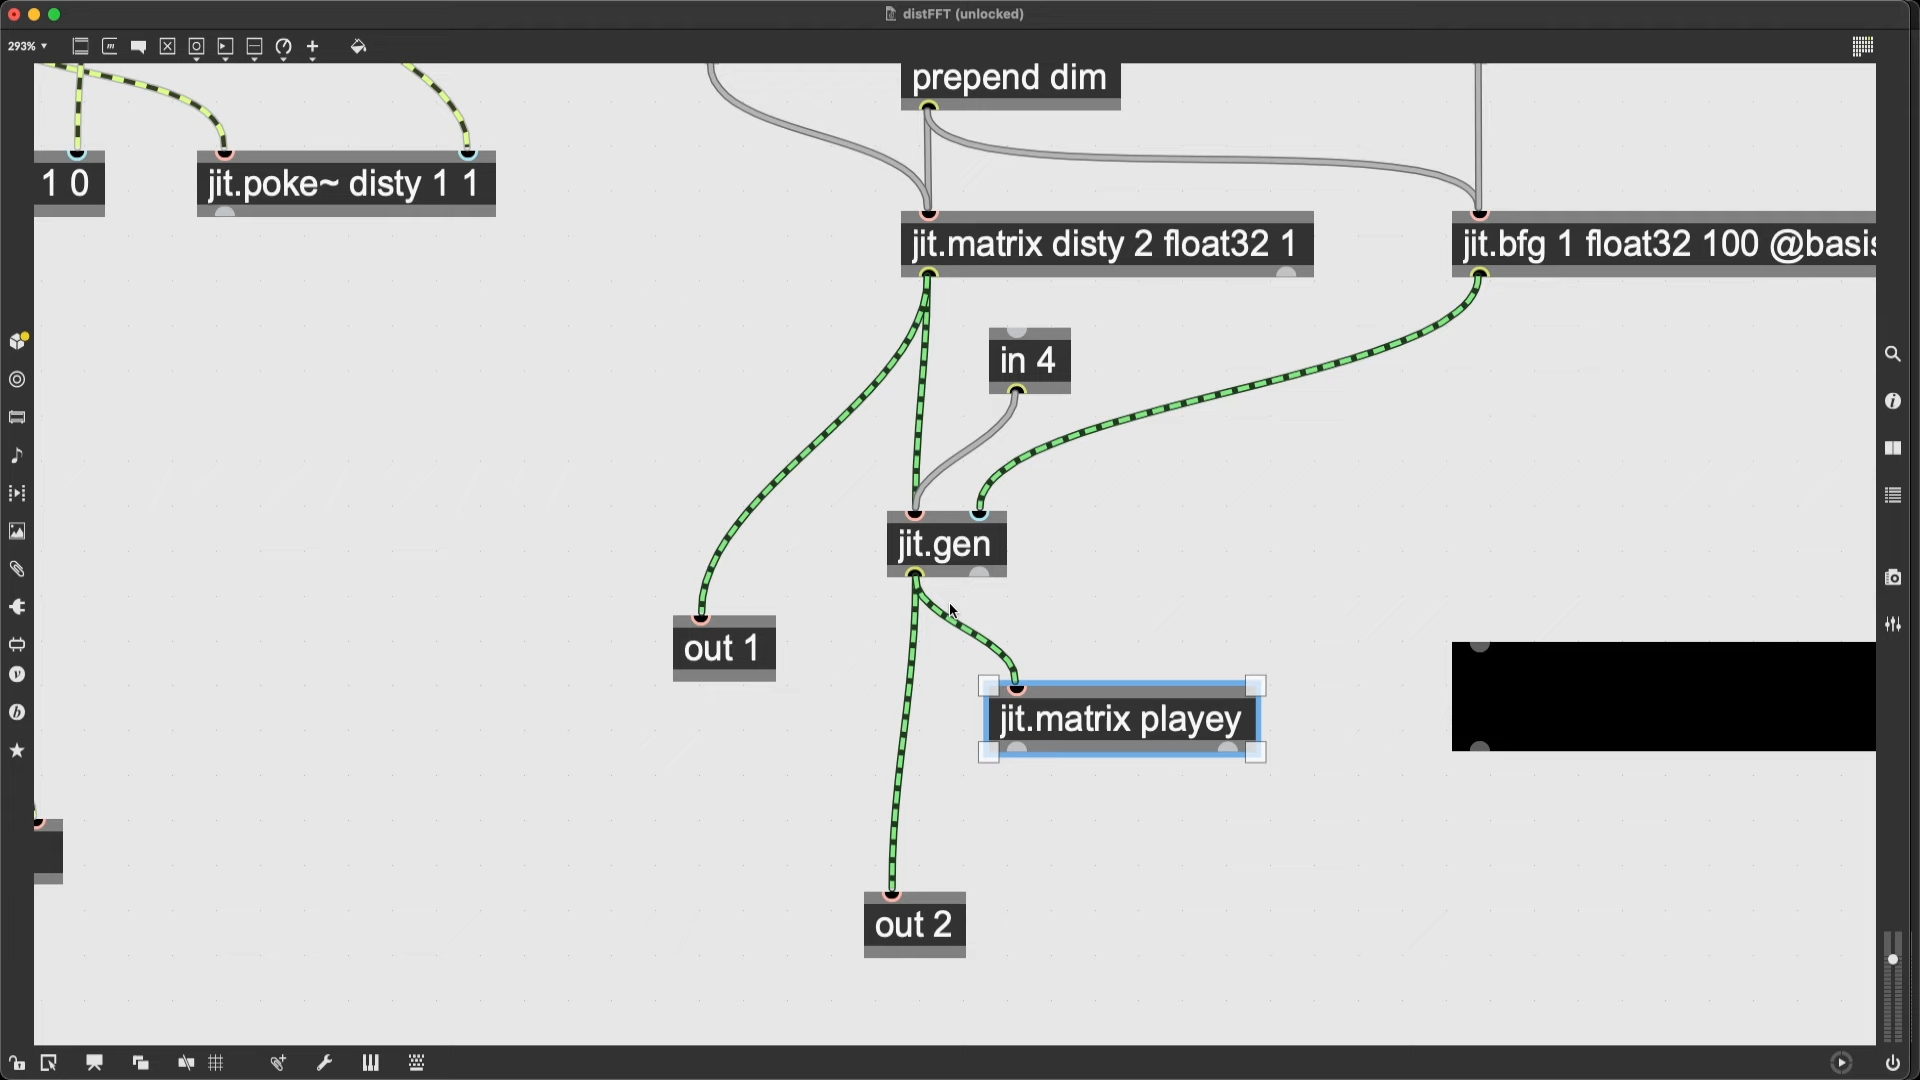 distFFT (unlocked)
293%
prepend dim
1 0
jit.poke~ disty 1 1
jit.matrix disty 2 float32 1
jit.bfg 1 float32 100 @basis
in 4
jit.gen
out 1
jit.matrix playey
out 2